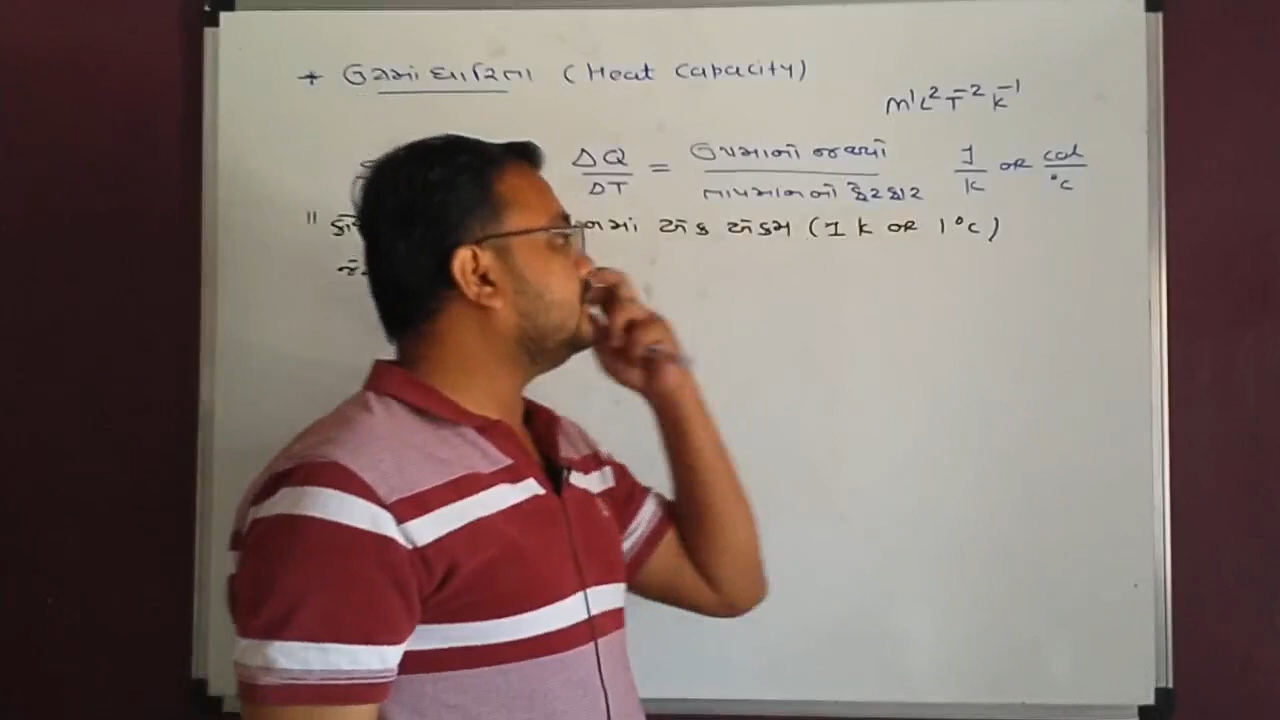 * ઉષ્માધારિતા (Heat capacity)
M¹L²T⁻²K⁻¹
ΔQ/ΔT = ઉષ્માનો જથ્થો/તાપમાનનો ફેરફાર J/K OR cal/°C
" માં એક એકમ (1 K OR 1°C)